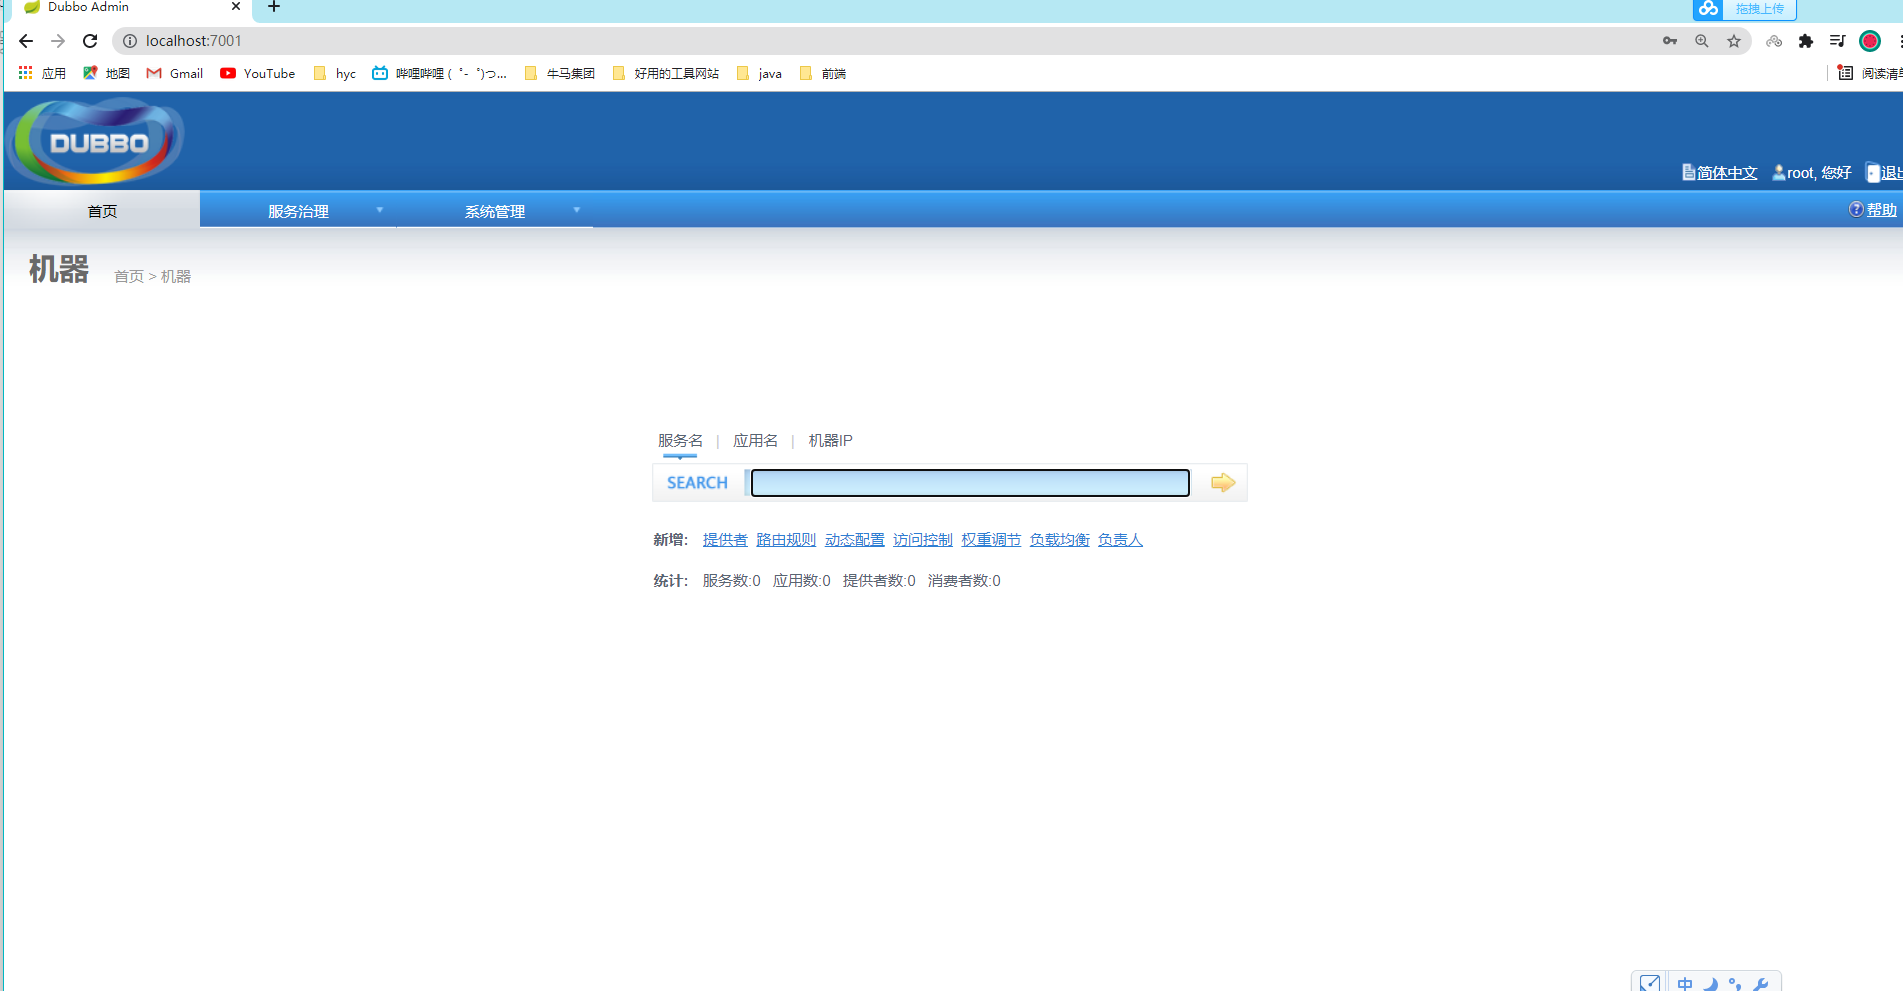 Dubbo Admin
拖拽上传
localhost:7001
应用 地图 Gmail YouTube hyc 哔哩哔哩 ( ゜- ゜)つ... 牛马集团 好用的工具网站 java 前端 阅读清单
DUBBO
简体中文 root, 您好 退出
首页 服务治理 系统管理 帮助
机器 首页 > 机器
服务名 | 应用名 | 机器IP
SEARCH
新增: 提供者 路由规则 动态配置 访问控制 权重调节 负载均衡 负责人
统计: 服务数:0 应用数:0 提供者数:0 消费者数:0
中